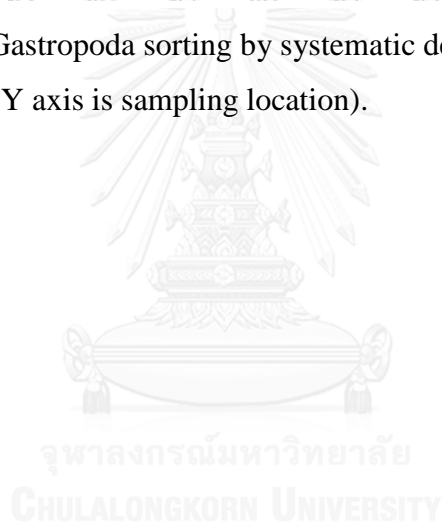 Gastropoda sorting by systematic
Y axis is sampling location).
จุฬาลงกรณ์มหาวิทยาลัย
CHULALONGKORN UNIVERSITY